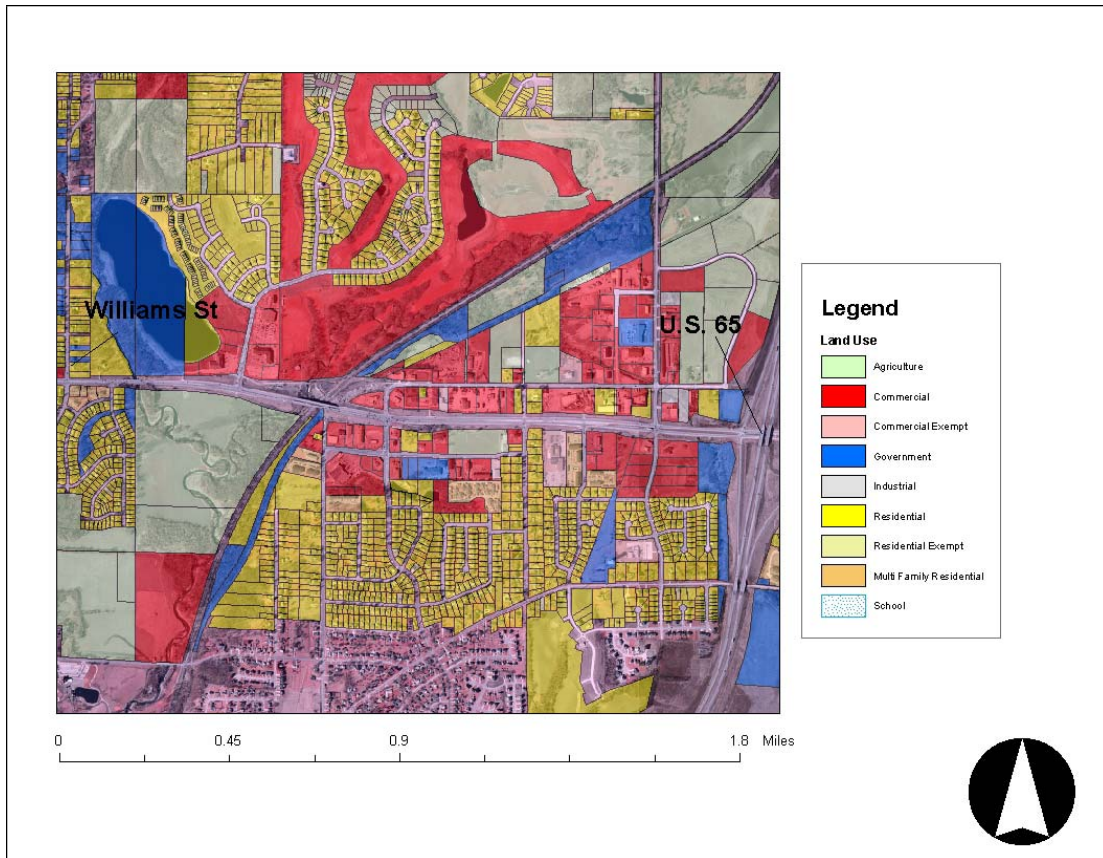 Williams St
U.S. 65
Legend
Land Use
Agriculture
Commercial
Commercial Exempt
Government
Industrial
Residential
Residential Exempt
Multi Family Residential
School
0 0.45 0.9 1.8 Miles